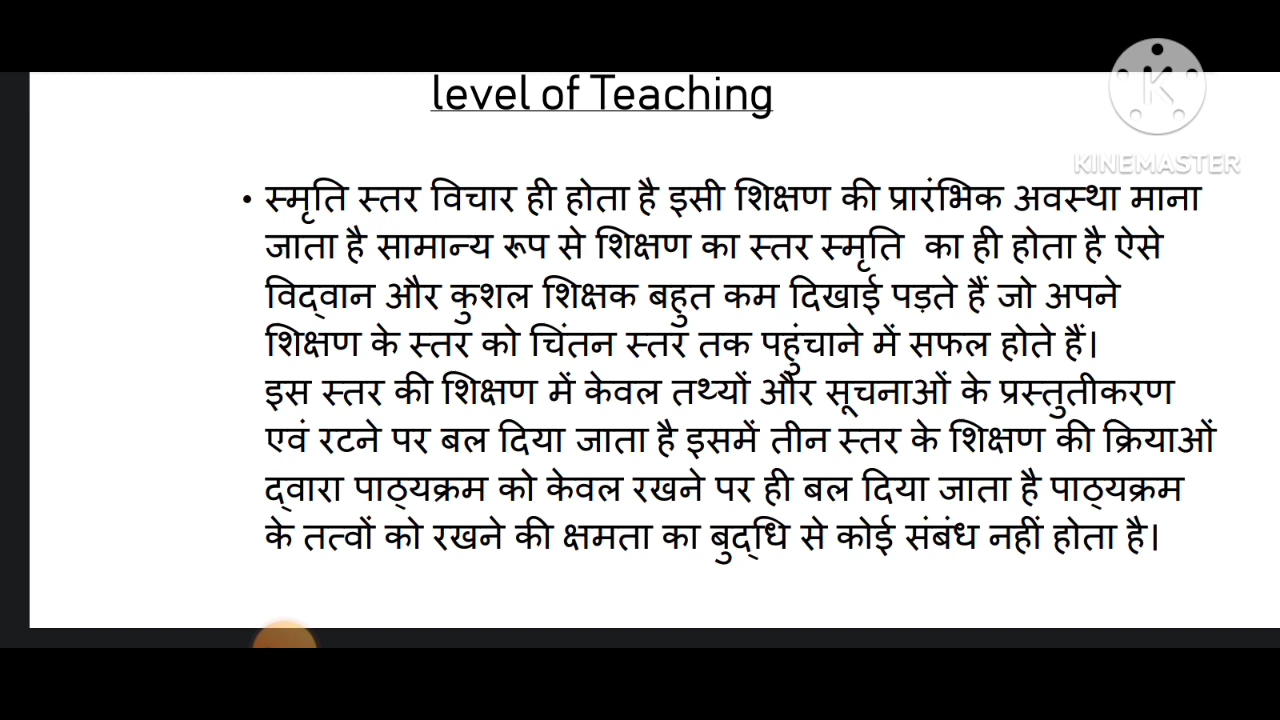 level of Teaching
KINEMASTER
• स्मृति स्तर विचार ही होता है इसी शिक्षण की प्रारंभिक अवस्था माना
जाता है सामान्य रूप से शिक्षण का स्तर स्मृति का ही होता है ऐसे
विद्वान और कुशल शिक्षक बहुत कम दिखाई पड़ते हैं जो अपने
शिक्षण के स्तर को चिंतन स्तर तक पहुंचाने में सफल होते हैं।
इस स्तर की शिक्षण में केवल तथ्यों और सूचनाओं के प्रस्तुतीकरण
एवं रटने पर बल दिया जाता है इसमें तीन स्तर के शिक्षण की क्रियाओं
द्वारा पाठ्यक्रम को केवल रखने पर ही बल दिया जाता है पाठ्यक्रम
के तत्वों को रखने की क्षमता का बुद्धि से कोई संबंध नहीं होता है।